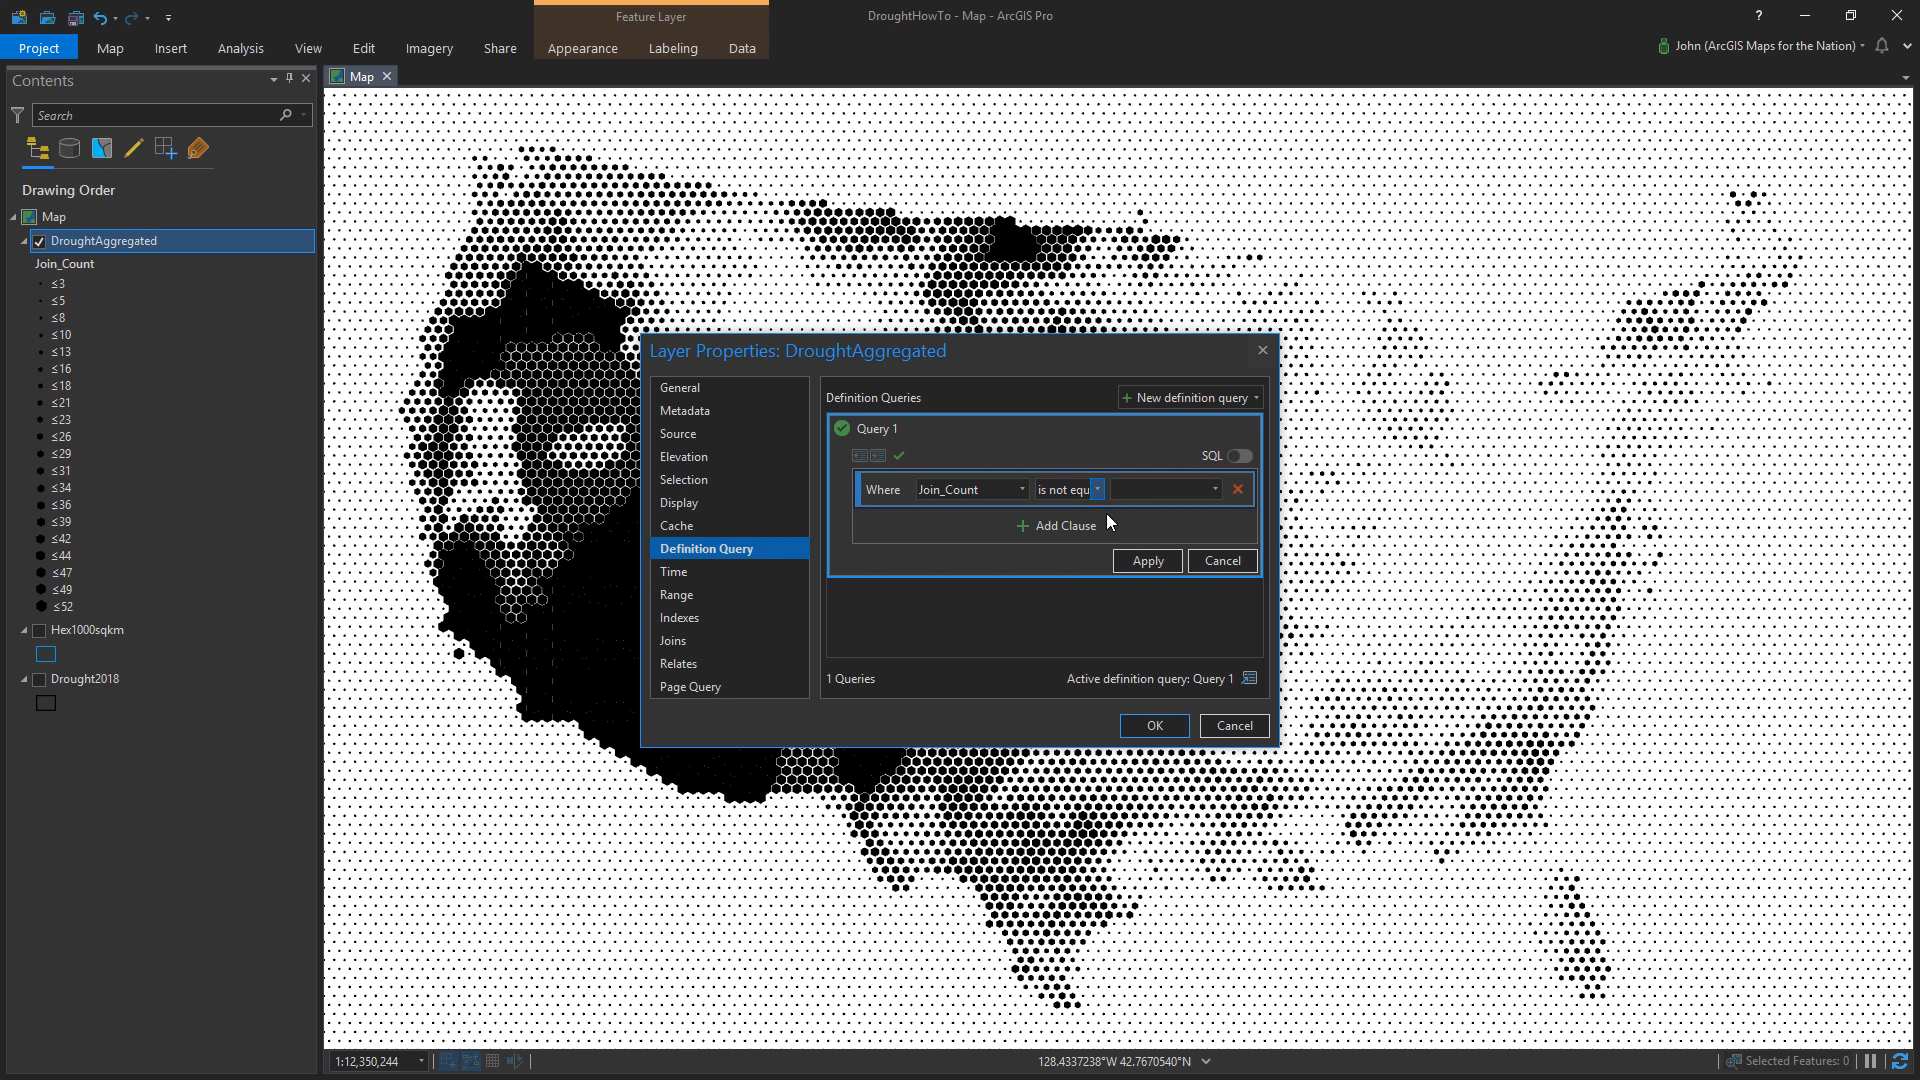 Feature Layer
DroughtHowTo - Map - ArcGIS Pro
?
Project
Map
Insert
Analysis
View
Edit
Imagery
Share
Appearance
Labeling
Data
John (ArcGIS Maps for the Nation)
Contents
Map
Search
Drawing Order
Map
DroughtAggregated
Join_Count
≤3
≤5
≤8
≤10
≤13
≤16
≤18
≤21
≤23
≤26
≤29
≤31
≤34
≤36
≤39
≤42
≤44
≤47
≤49
≤52
Hex1000sqkm
Drought2018
Layer Properties: DroughtAggregated
General
Metadata
Source
Elevation
Selection
Display
Cache
Definition Query
Time
Range
Indexes
Joins
Relates
Page Query
Definition Queries
New definition query
Query 1
SQL
Where Join_Count is not equ
Add Clause
Apply
Cancel
1 Queries
Active definition query: Query 1
OK
Cancel
1:12,350,244
128.4337238°W 42.7670540°N
Selected Features: 0